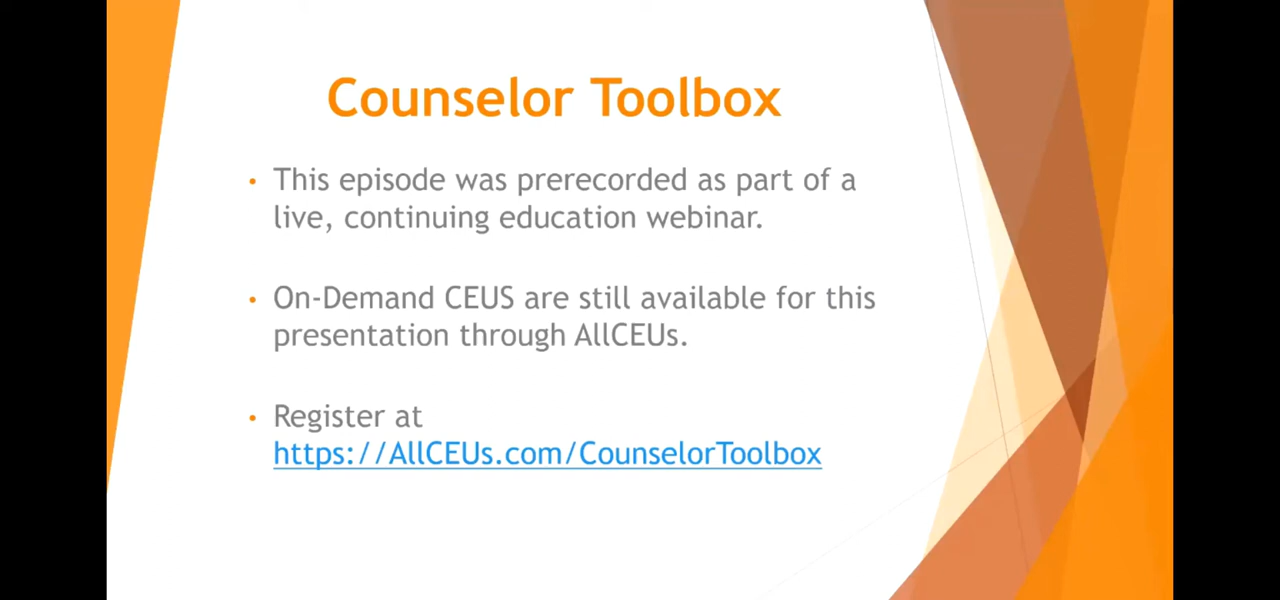 Counselor Toolbox
• This episode was prerecorded as part of a
live, continuing education webinar.
• On-Demand CEUS are still available for this
presentation through AllCEUs.
• Register at
https://AllCEUs.com/CounselorToolbox